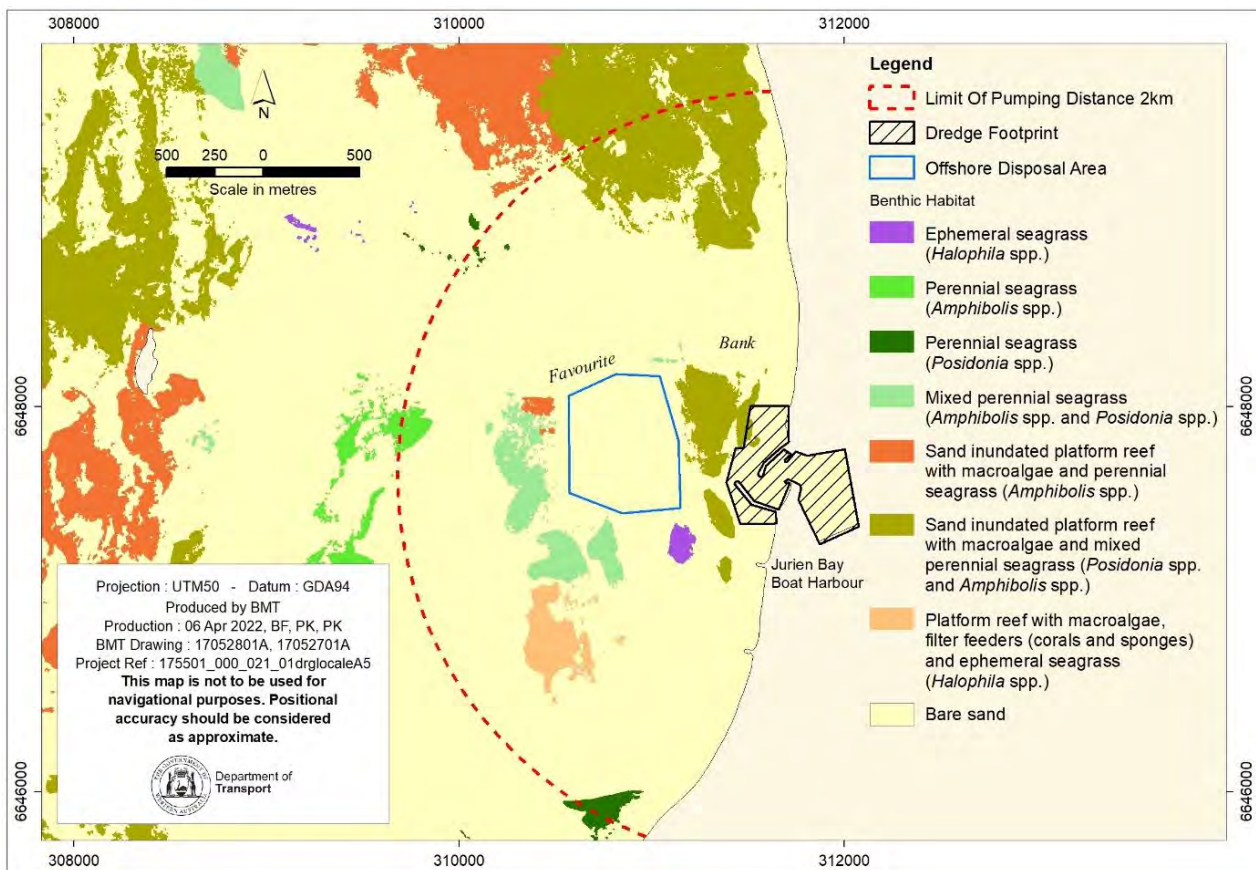 308000
310000
312000
N
500 250 0 500
Scale in metres
Favourite
Bank
6648000
6648000
6646000
6646000
Jurien Bay
Boat Harbour
Legend
Limit Of Pumping Distance 2km
Dredge Footprint
Offshore Disposal Area
Benthic Habitat
Ephemeral seagrass
(Halophila spp.)
Perennial seagrass
(Amphibolis spp.)
Perennial seagrass
(Posidonia spp.)
Mixed perennial seagrass
(Amphibolis spp. and Posidonia spp.)
Sand inundated platform reef
with macroalgae and perennial
seagrass (Amphibolis spp.)
Sand inundated platform reef
with macroalgae and mixed
perennial seagrass (Posidonia spp.
and Amphibolis spp.)
Platform reef with macroalgae,
filter feeders (corals and sponges)
and ephemeral seagrass
(Halophila spp.)
Bare sand
Projection : UTM50 - Datum : GDA94
Produced by BMT
Production : 06 Apr 2022, BF, PK, PK
BMT Drawing : 17052801A, 17052701A
Project Ref : 175501_000_021_01drglocaleA5
This map is not to be used for
navigational purposes. Positional
accuracy should be considered
as approximate.
THE GOVERNMENT OF
WESTERN AUSTRALIA
Department of
Transport
308000
310000
312000